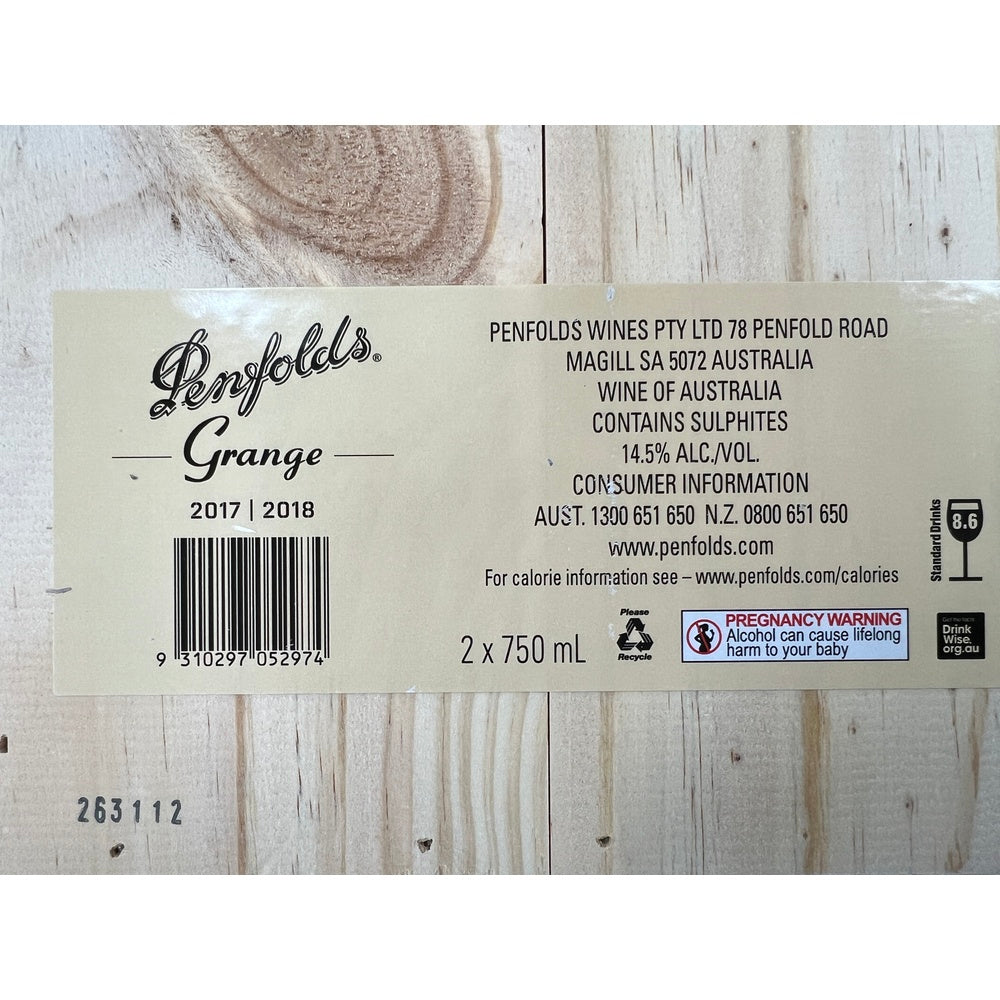 Penfolds®
Grange
2017 | 2018
9 310297 052974
PENFOLDS WINES PTY LTD 78 PENFOLD ROAD
MAGILL SA 5072 AUSTRALIA
WINE OF AUSTRALIA
CONTAINS SULPHITES
14.5% ALC./VOL.
CONSUMER INFORMATION
AUST. 1300 651 650 N.Z. 0800 651 650
www.penfolds.com
For calorie information see – www.penfolds.com/calories
2 x 750 mL
Please
Recycle
PREGNANCY WARNING
Alcohol can cause lifelong
harm to your baby
Standard Drinks
8.6
Get the facts
Drink
Wise.
org.au
263112